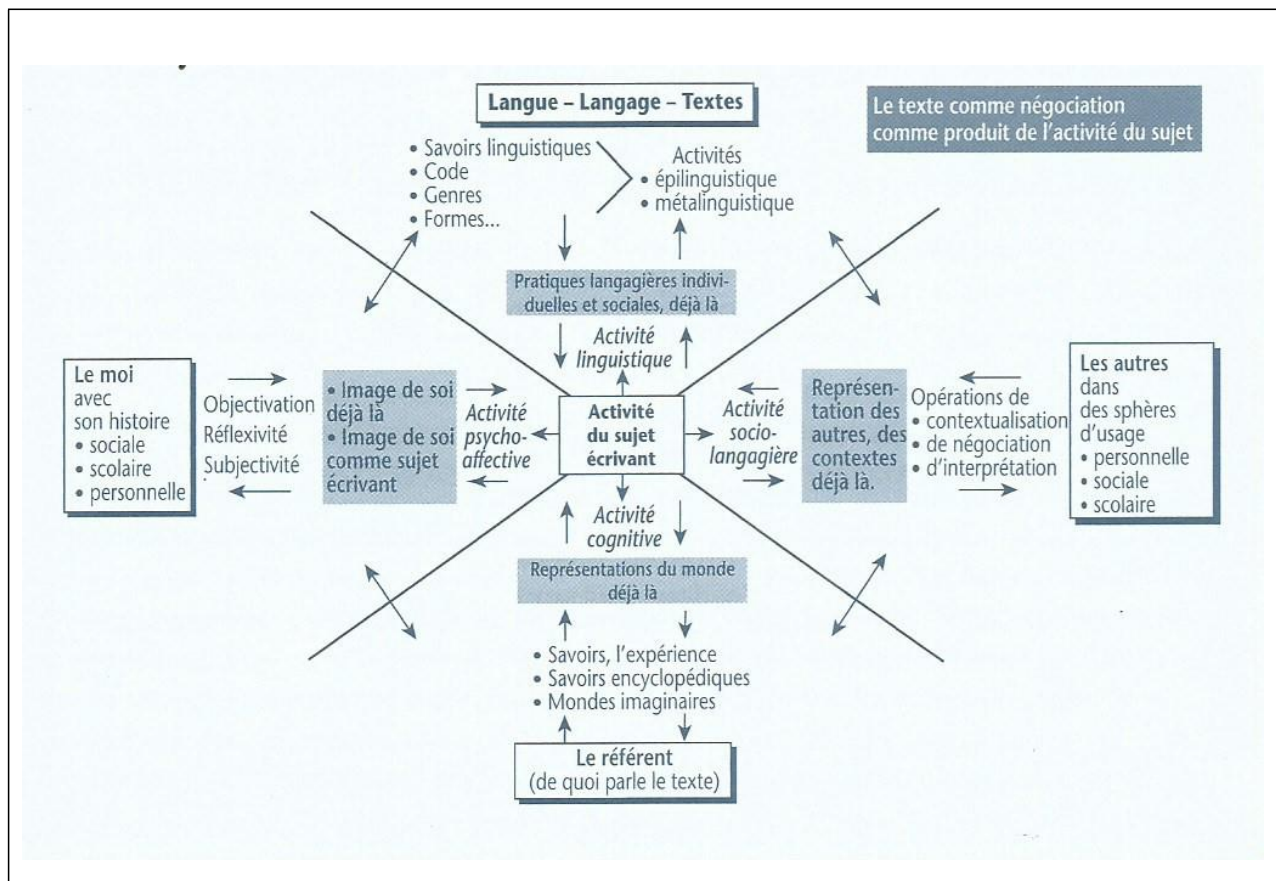 Langue – Langage – Textes
Le texte comme négociation
comme produit de l'activité du sujet
• Savoirs linguistiques
• Code
• Genres
• Formes...
Activités
• épilinguistique
• métalinguistique
Pratiques langagières indivi-
duelles et sociales, déjà là
Activité
linguistique
Le moi
avec
son histoire
• sociale
• scolaire
• personnelle
Objectivation
Réflexivité
Subjectivité
• Image de soi
déjà là
• Image de soi
comme sujet
écrivant
Activité
psycho-
affective
Activité
du sujet
écrivant
Activité
socio-
langagière
Représen-
tation des
autres, des
contextes
déjà là.
Opérations de
• contextualisation
• de négociation
• d'interprétation
Les autres
dans
des sphères
d'usage
• personnelle
• sociale
• scolaire
Activité
cognitive
Représentations du monde
déjà là
• Savoirs, l'expérience
• Savoirs encyclopédiques
• Mondes imaginaires
Le référent
(de quoi parle le texte)